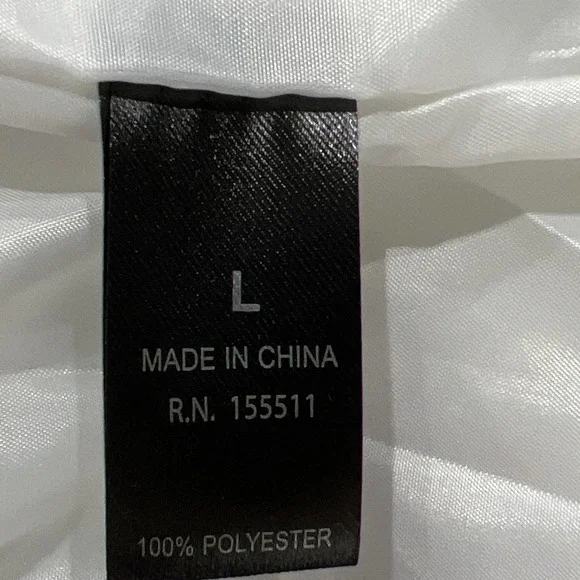 L
MADE IN CHINA
R.N. 155511
100% POLYESTER